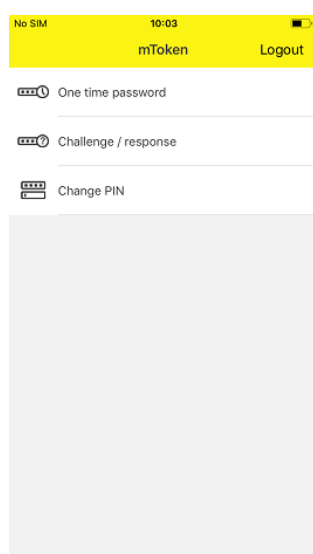 No SIM 10:03
mToken Logout
One time password
Challenge / response
Change PIN